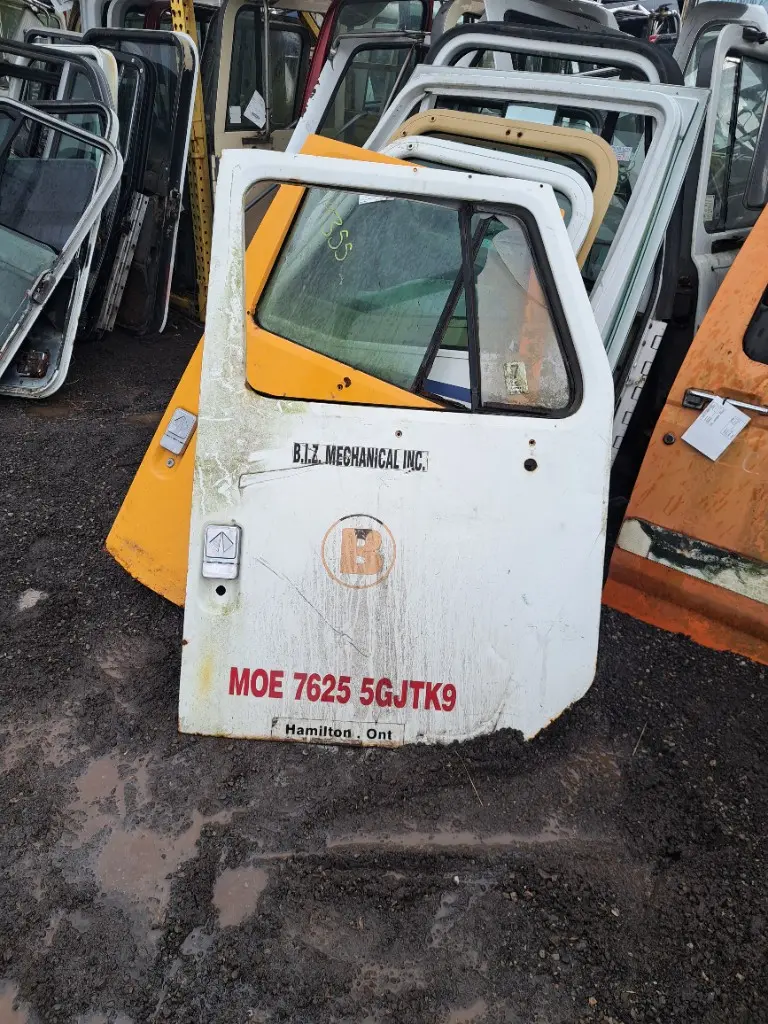 B.I.Z. MECHANICAL INC.
B
MOE 7625 5GJTK9
Hamilton . Ont